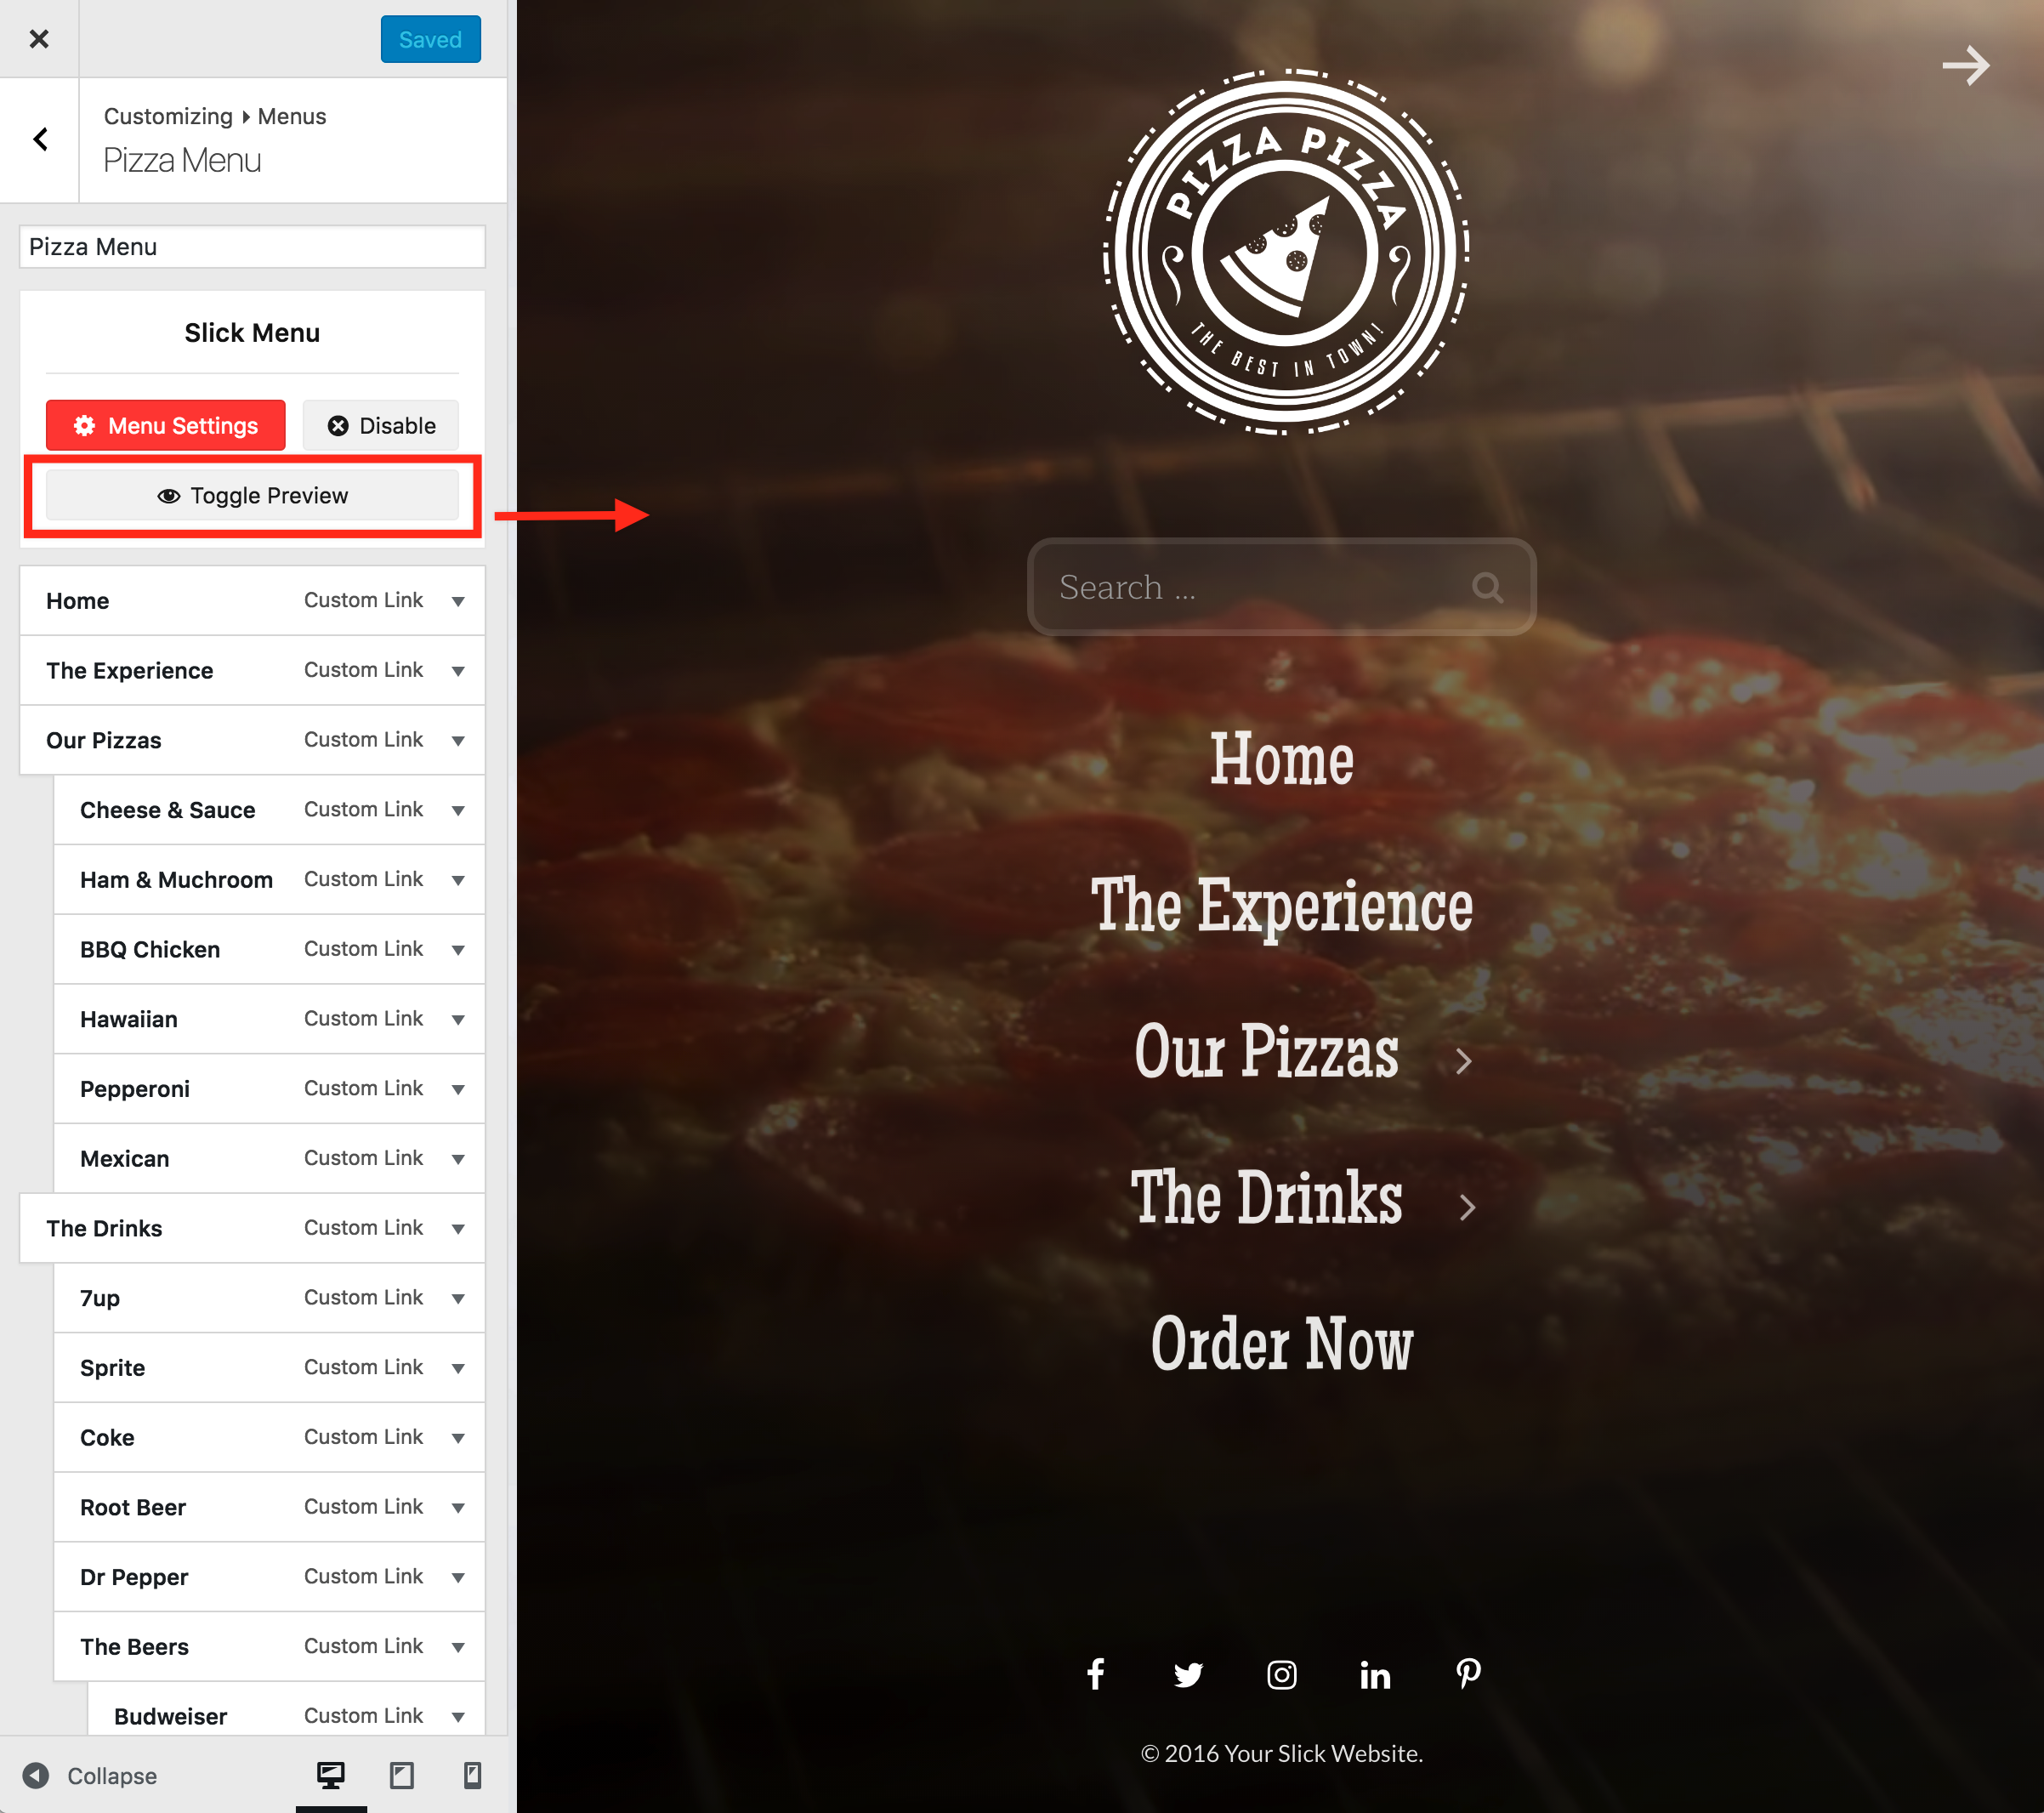 Saved
Customizing ▸ Menus
Pizza Menu
Pizza Menu
Slick Menu
Menu Settings
Disable
Toggle Preview
Home Custom Link
The Experience Custom Link
Our Pizzas Custom Link
Cheese & Sauce Custom Link
Ham & Muchroom Custom Link
BBQ Chicken Custom Link
Hawaiian Custom Link
Pepperoni Custom Link
Mexican Custom Link
The Drinks Custom Link
7up Custom Link
Sprite Custom Link
Coke Custom Link
Root Beer Custom Link
Dr Pepper Custom Link
The Beers Custom Link
Budweiser Custom Link
Collapse
PIZZA PIZZA
THE BEST IN TOWN!
Search ...
Home
The Experience
Our Pizzas
The Drinks
Order Now
© 2016 Your Slick Website.